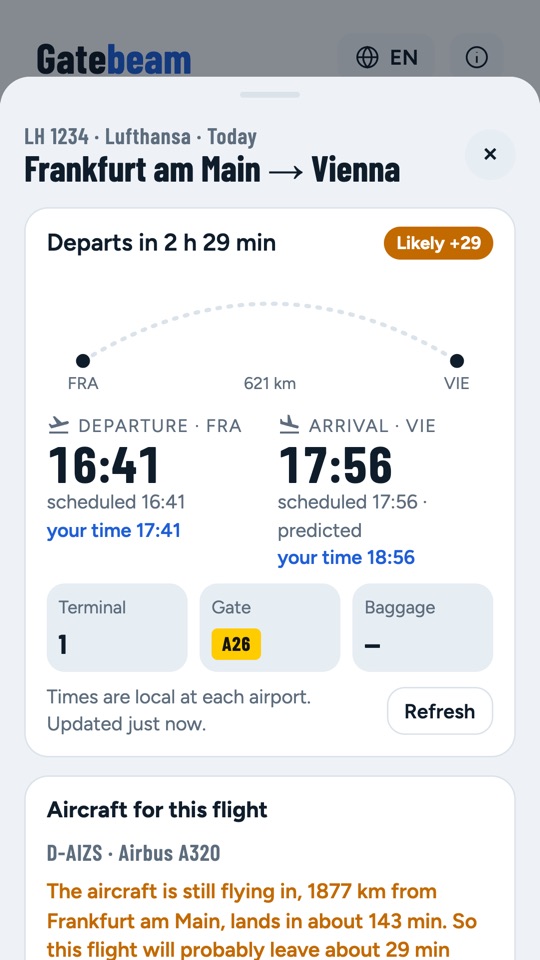 Gatebeam
EN
LH 1234 · Lufthansa · Today
Frankfurt am Main → Vienna
Departs in 2 h 29 min
Likely +29
FRA
621 km
VIE
DEPARTURE · FRA
16:41
scheduled 16:41
your time 17:41
ARRIVAL · VIE
17:56
scheduled 17:56 ·
predicted
your time 18:56
Terminal
1
Gate
A26
Baggage
–
Times are local at each airport.
Updated just now.
Refresh
Aircraft for this flight
D-AIZS · Airbus A320
The aircraft is still flying in, 1877 km from
Frankfurt am Main, lands in about 143 min. So
this flight will probably leave about 29 min